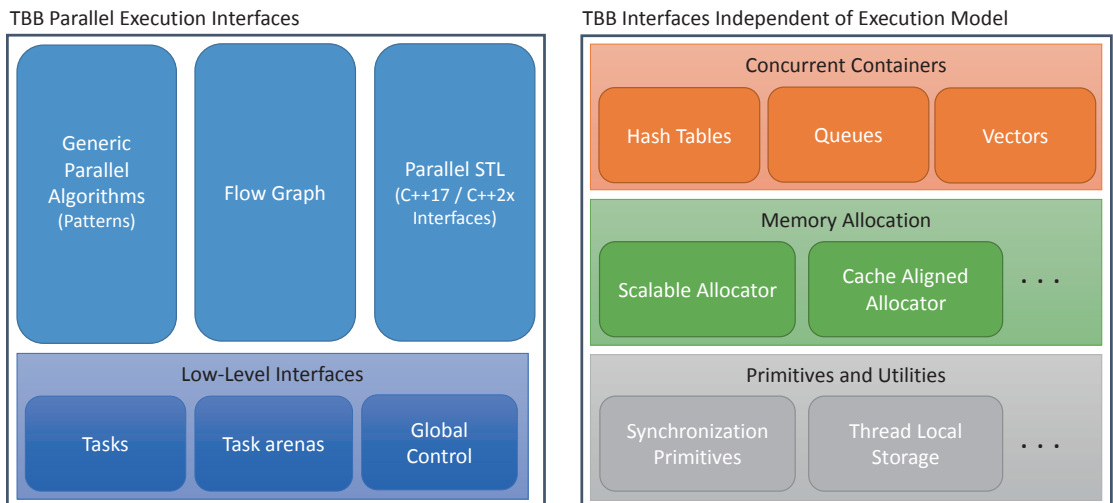 TBB Parallel Execution Interfaces
Generic
Parallel
Algorithms
(Patterns)
Flow Graph
Parallel STL
(C++17 / C++2x
Interfaces)
Low-Level Interfaces
Tasks
Task arenas
Global
Control
TBB Interfaces Independent of Execution Model
Concurrent Containers
Hash Tables
Queues
Vectors
Memory Allocation
Scalable Allocator
Cache Aligned
Allocator
. . .
Primitives and Utilities
Synchronization
Primitives
Thread Local
Storage
. . .